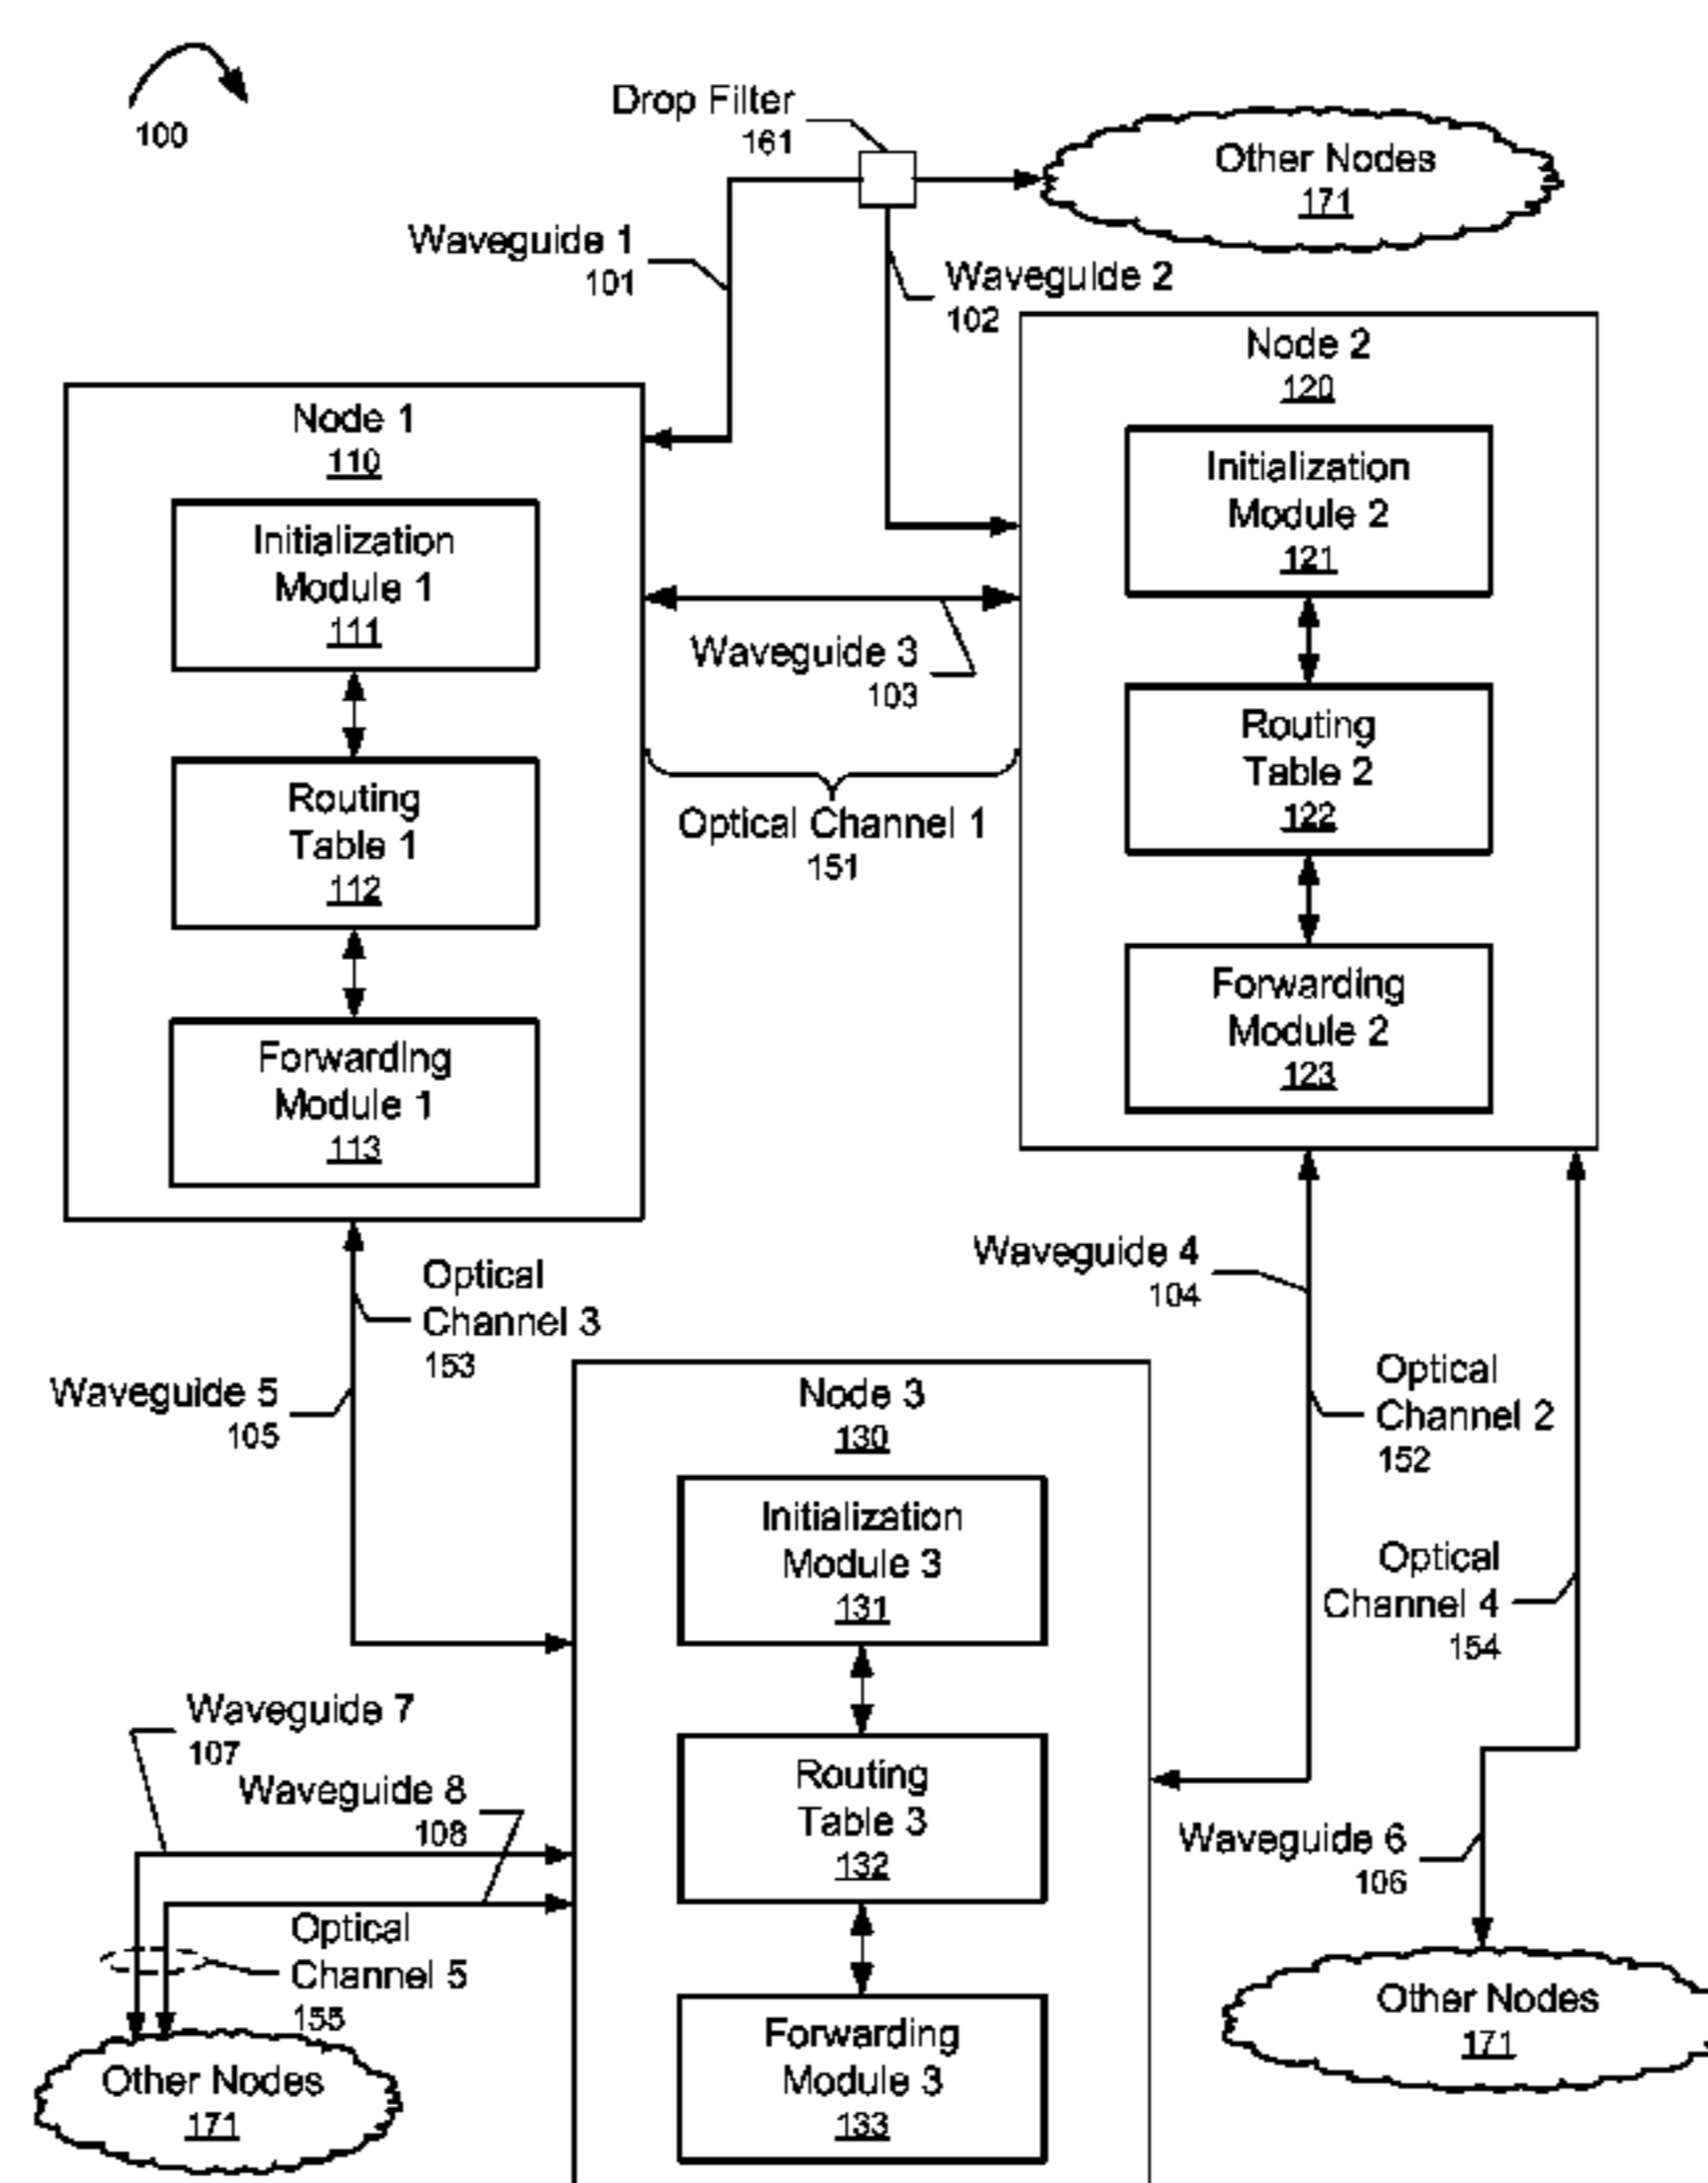 100
Drop Filter
161
Other Nodes
171
Waveguide 1
101
Waveguide 2
102
Node 1
110
Initialization
Module 1
111
Routing
Table 1
112
Forwarding
Module 1
113
Node 2
120
Initialization
Module 2
121
Routing
Table 2
122
Forwarding
Module 2
123
Waveguide 3
103
Optical Channel 1
151
Optical
Channel 3
153
Waveguide 5
105
Waveguide 4
104
Optical
Channel 2
152
Optical
Channel 4
154
Node 3
130
Initialization
Module 3
131
Routing
Table 3
132
Forwarding
Module 3
133
Waveguide 7
107
Waveguide 8
108
Optical
Channel 5
155
Other Nodes
171
Waveguide 6
106
Other Nodes
171